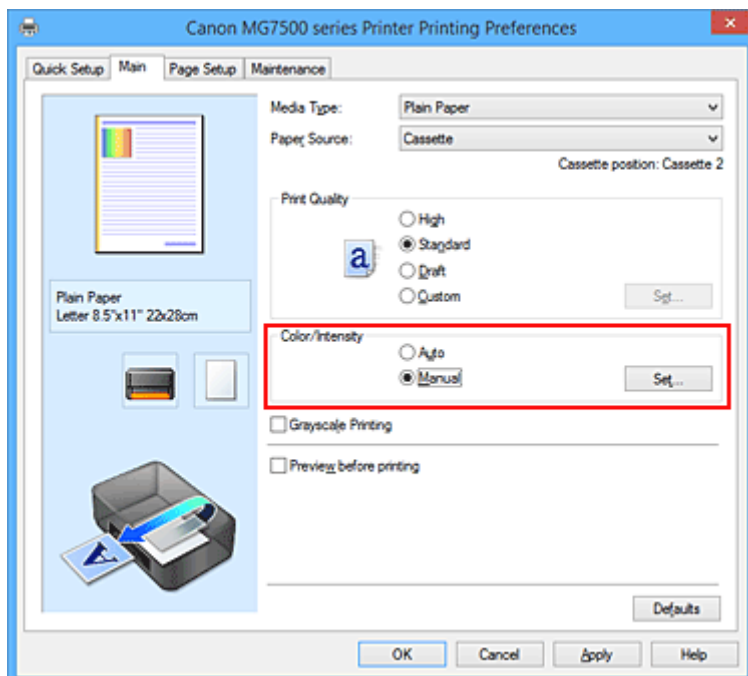 Canon MG7500 series Printer Printing Preferences
Quick Setup Main Page Setup Maintenance
Media Type: Plain Paper
Paper Source: Cassette
Cassette position: Cassette 2
Print Quality
High
Standard
Draft
Custom
Set...
a
Plain Paper
Letter 8.5"x11" 22x28cm
Color/Intensity
Auto
Manual
Set...
Grayscale Printing
Preview before printing
A
Defaults
OK Cancel Apply Help